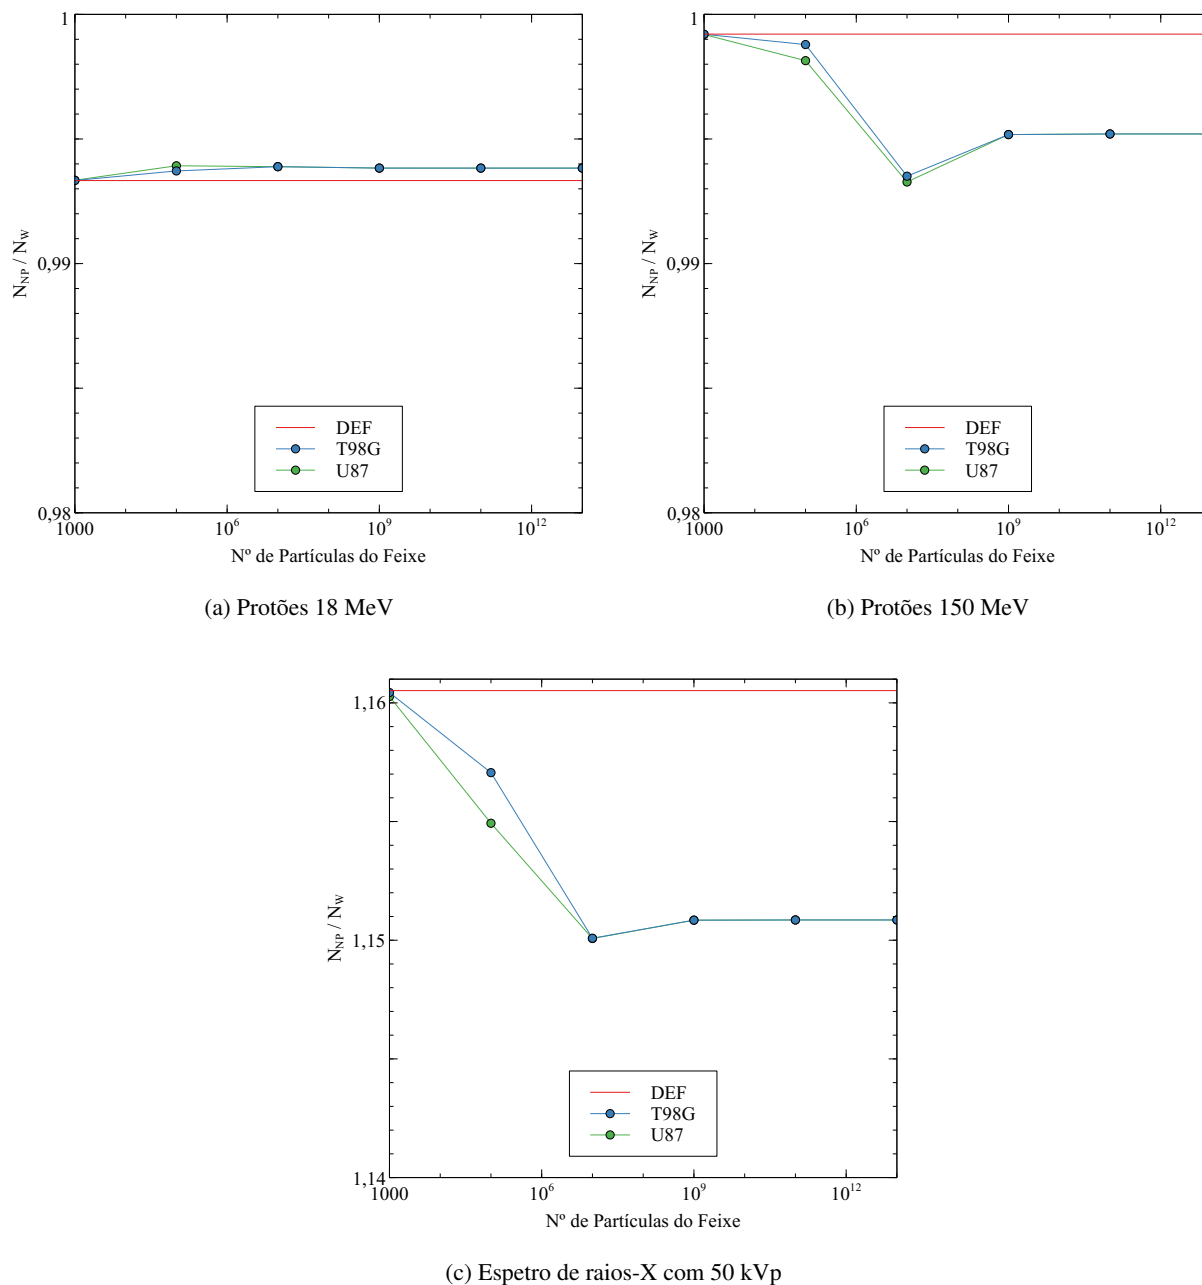 1
0,99
0,98
N_NP / N_W
1000
10^6
10^9
10^12
Nº de Partículas do Feixe
DEF
T98G
U87
(a) Protões 18 MeV
1
0,99
0,98
N_NP / N_W
1000
10^6
10^9
10^12
Nº de Partículas do Feixe
DEF
T98G
U87
(b) Protões 150 MeV
1,16
1,15
1,14
N_NP / N_W
1000
10^6
10^9
10^12
Nº de Partículas do Feixe
DEF
T98G
U87
(c) Espetro de raios-X com 50 kVp